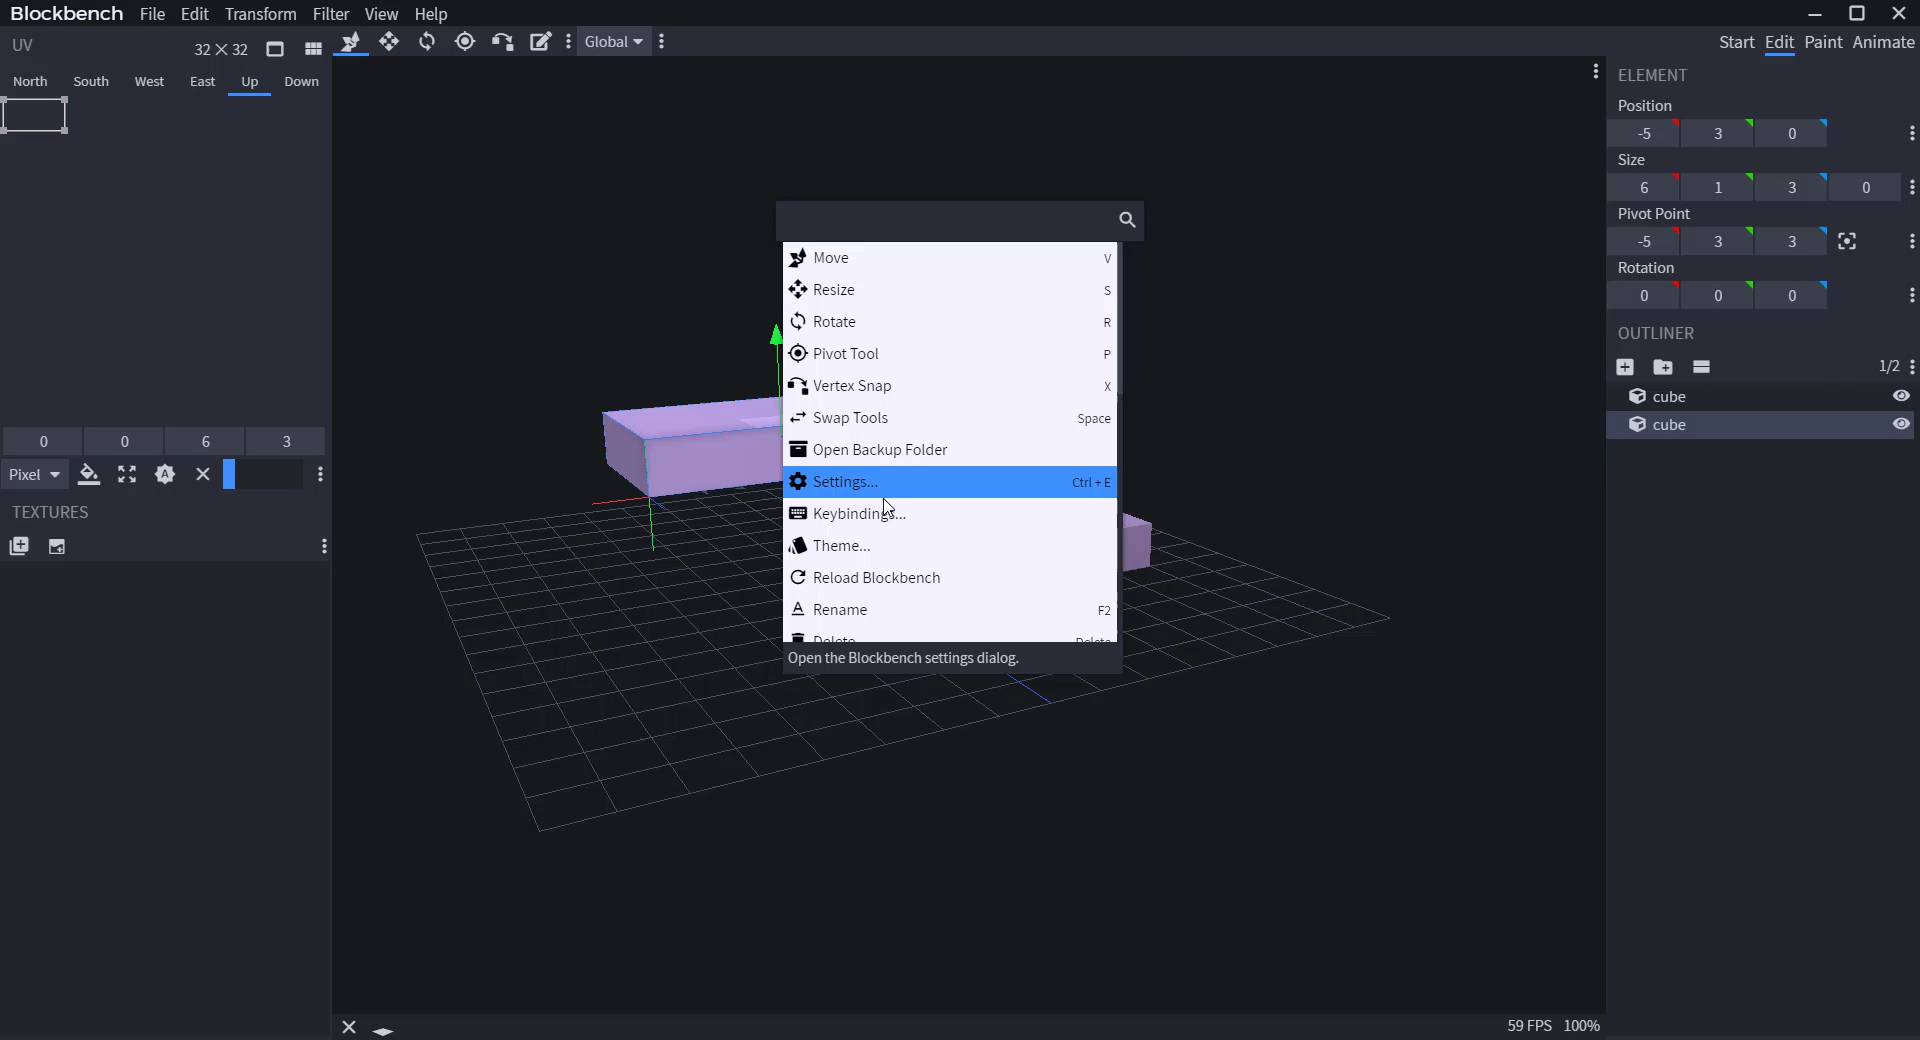 Blockbench File Edit Transform Filter View Help
UV 32 × 32 Global Start Edit Paint Animate
North South West East Up Down
ELEMENT
Position
-5 3 0
Size
6 1 3 0
Pivot Point
-5 3 3
Rotation
0 0 0
OUTLINER
1/2
cube
cube
Move V
Resize S
Rotate R
Pivot Tool P
Vertex Snap X
Swap Tools Space
Open Backup Folder
Settings... Ctrl + E
Keybindings...
Theme...
Reload Blockbench
Rename F2
Delete Delete
Open the Blockbench settings dialog.
0 0 6 3
Pixel
TEXTURES
59 FPS 100%